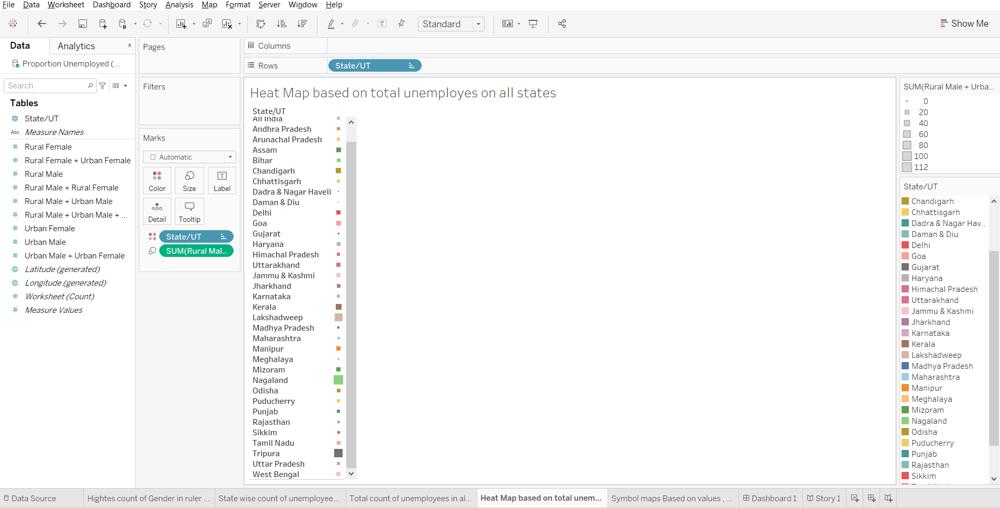 File Data Worksheet Dashboard Story Analysis Map Format Server Window Help
Standard
Show Me
Data Analytics
Proportion Unemployed (...
Search
Tables
State/UT
Abc Measure Names
Rural Female
Rural Female + Urban Female
Rural Male
Rural Male + Rural Female
Rural Male + Urban Male
Rural Male + Urban Male + ...
Urban Female
Urban Male
Urban Male + Urban Female
Latitude (generated)
Longitude (generated)
Worksheet (Count)
Measure Values
Pages
Filters
Marks
Automatic
Color Size Label
Detail Tooltip
State/UT
SUM(Rural Mal..
Columns
Rows State/UT
Heat Map based on total unemployes on all states
State/UT
All India
Andhra Pradesh
Arunachal Pradesh
Assam
Bihar
Chandigarh
Chhattisgarh
Dadra & Nagar Haveli
Daman & Diu
Delhi
Goa
Gujarat
Haryana
Himachal Pradesh
Uttarakhand
Jammu & Kashmi
Jharkhand
Karnataka
Kerala
Lakshadweep
Madhya Pradesh
Maharashtra
Manipur
Meghalaya
Mizoram
Nagaland
Odisha
Puducherry
Punjab
Rajasthan
Sikkim
Tamil Nadu
Tripura
Uttar Pradesh
West Bengal
SUM(Rural Male + Urba...
0
20
40
60
80
100
112
State/UT
Chandigarh
Chhattisgarh
Dadra & Nagar Hav..
Daman & Diu
Delhi
Goa
Gujarat
Haryana
Himachal Pradesh
Uttarakhand
Jammu & Kashmi
Jharkhand
Karnataka
Kerala
Lakshadweep
Madhya Pradesh
Maharashtra
Manipur
Meghalaya
Mizoram
Nagaland
Odisha
Puducherry
Punjab
Rajasthan
Sikkim
Data Source Hightes count of Gender in ruler ... State wise count of unemployee... Total count of unemployees in al... Heat Map based on total unem... Symbol maps Based on values , ... Dashboard 1 Story 1